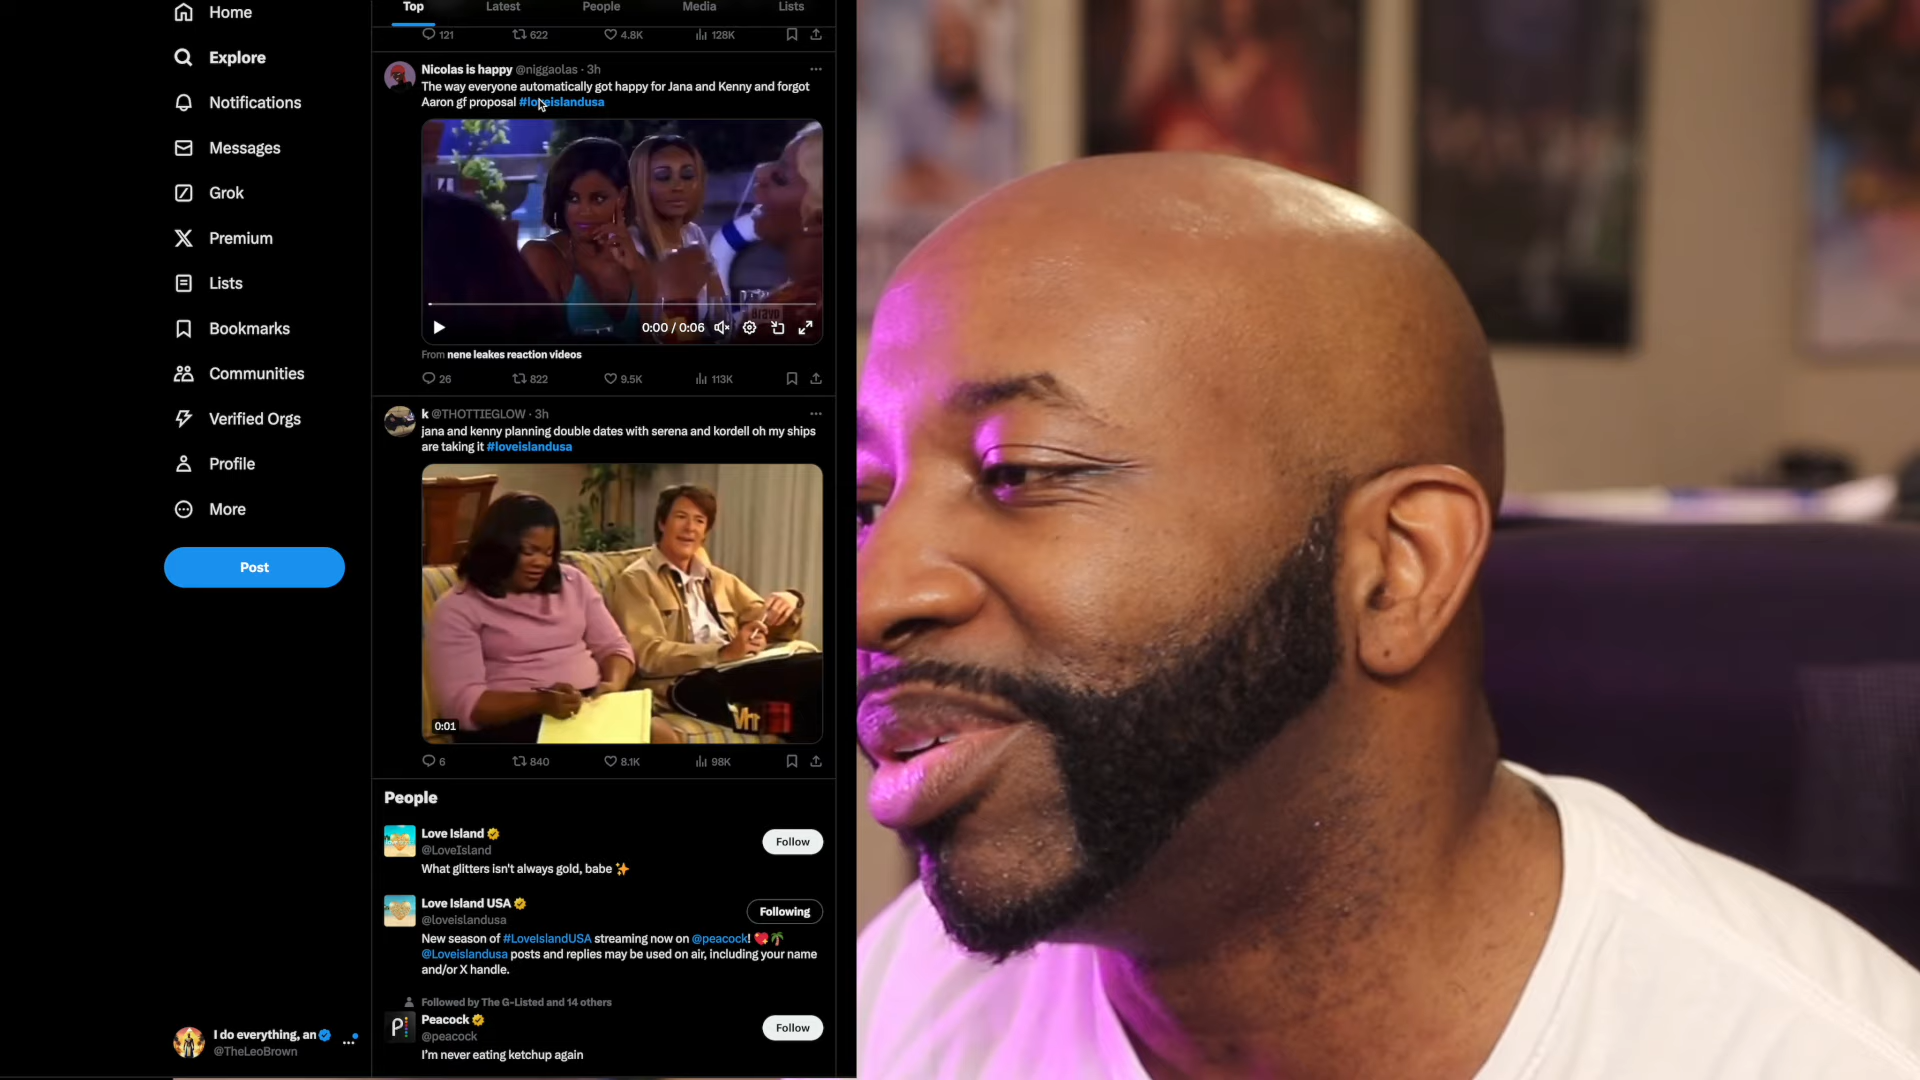 Home
Explore
Notifications
Messages
Grok
Premium
Lists
Bookmarks
Communities
Verified Orgs
Profile
More
Post
I do everything, an
@TheLeoBrown
Top Latest People Media Lists
121 622 4.8K 128K
Nicolas is happy @niggaolas · 3h
The way everyone automatically got happy for Jana and Kenny and forgot
Aaron gf proposal #loveislandusa
Bravo
0:00 / 0:06
From nene leakes reaction videos
26 822 9.5K 113K
k @THOTTIEGLOW · 3h
jana and kenny planning double dates with serena and kordell oh my ships
are taking it #loveislandusa
Vh1
0:01
6 840 8.1K 98K
People
Love Island
@LoveIsland
Follow
What glitters isn't always gold, babe ✨
Love Island USA
@loveislandusa
Following
New season of #LoveIslandUSA streaming now on @peacock! 💖🌴
@Loveislandusa posts and replies may be used on air, including your name
and/or X handle.
Followed by The G-Listed and 14 others
Peacock
@peacock
Follow
I'm never eating ketchup again